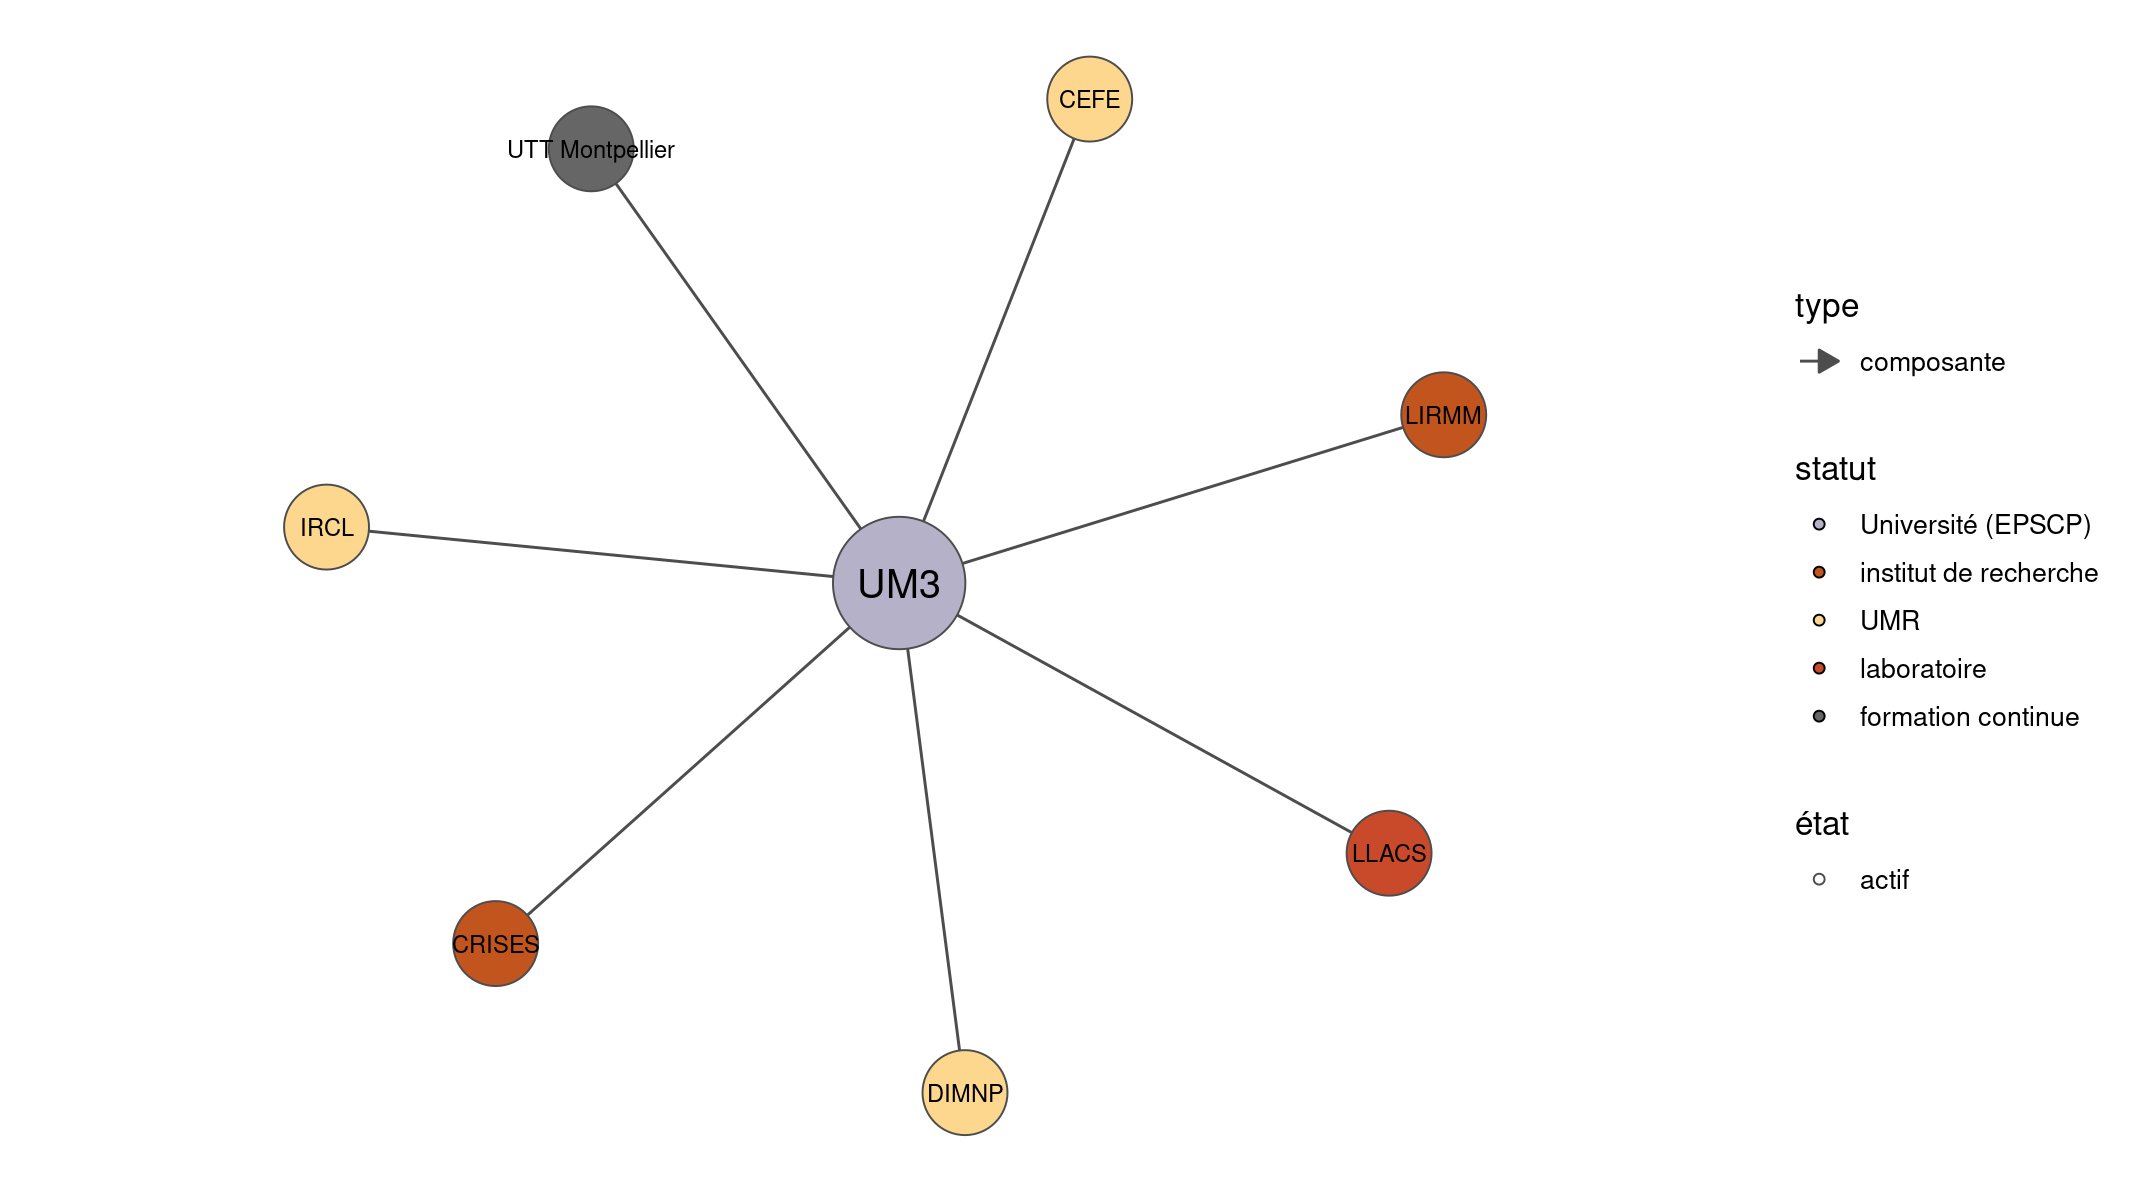 CEFE
UTT Montpellier
LIRMM
IRCL
UM3
LLACS
CRISES
DIMNP
type
composante
statut
Université (EPSCP)
institut de recherche
UMR
laboratoire
formation continue
état
actif